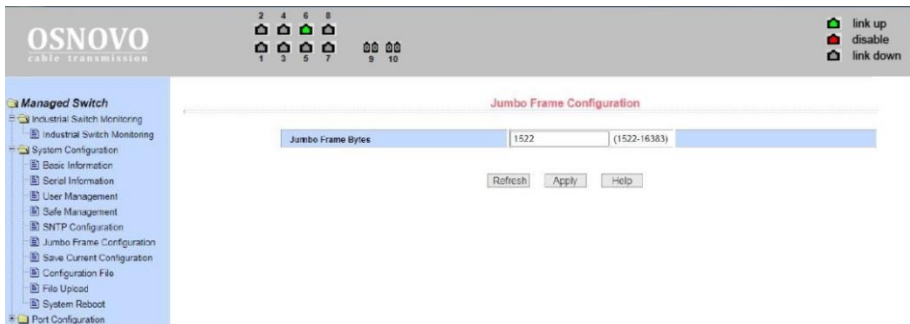 OSNOVO
cable transmission
2 4 6 8
1 3 5 7 9 10
link up
disable
link down
Managed Switch
Industrial Switch Monitoring
Industrial Switch Monitoring
System Configuration
Basic Information
Serial Information
User Management
Safe Management
SNTP Configuration
Jumbo Frame Configuration
Save Current Configuration
Configuration File
File Upload
System Reboot
Port Configuration
Jumbo Frame Configuration
Jumbo Frame Bytes 1522 (1522-16383)
Refresh Apply Help